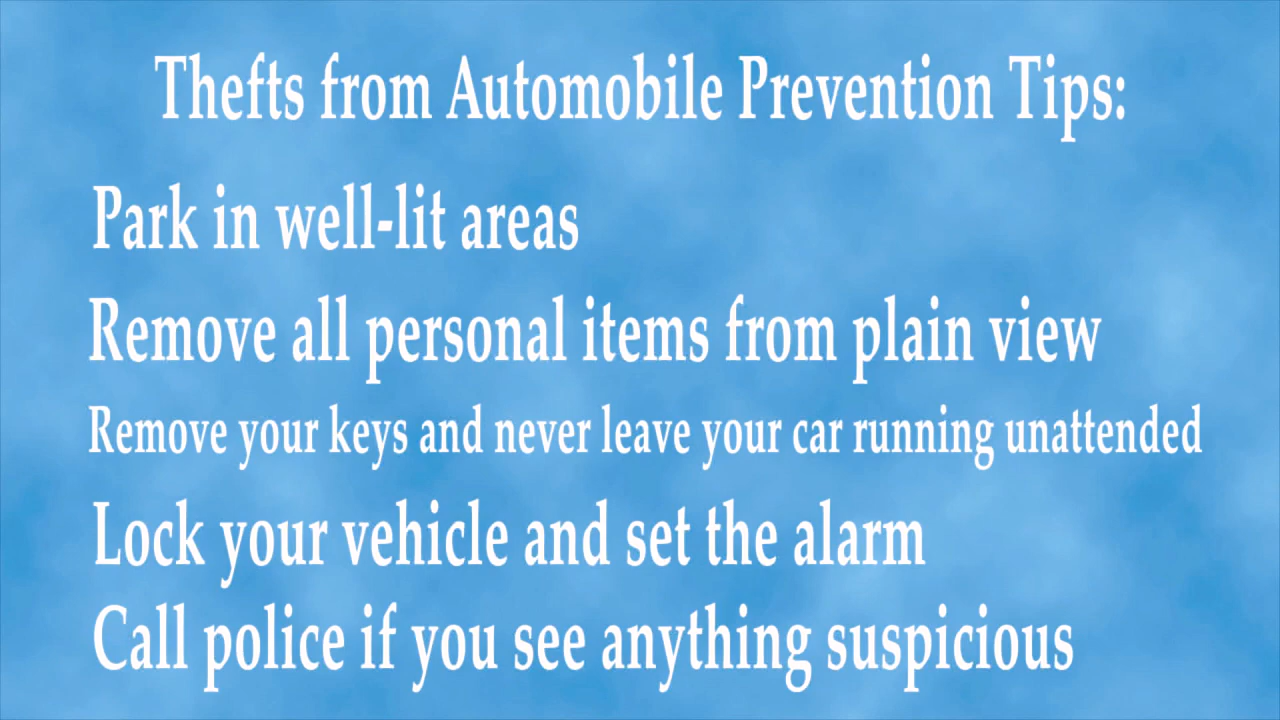 Thefts from Automobile Prevention Tips:
Park in well-lit areas
Remove all personal items from plain view
Remove your keys and never leave your car running unattended
Lock your vehicle and set the alarm
Call police if you see anything suspicious